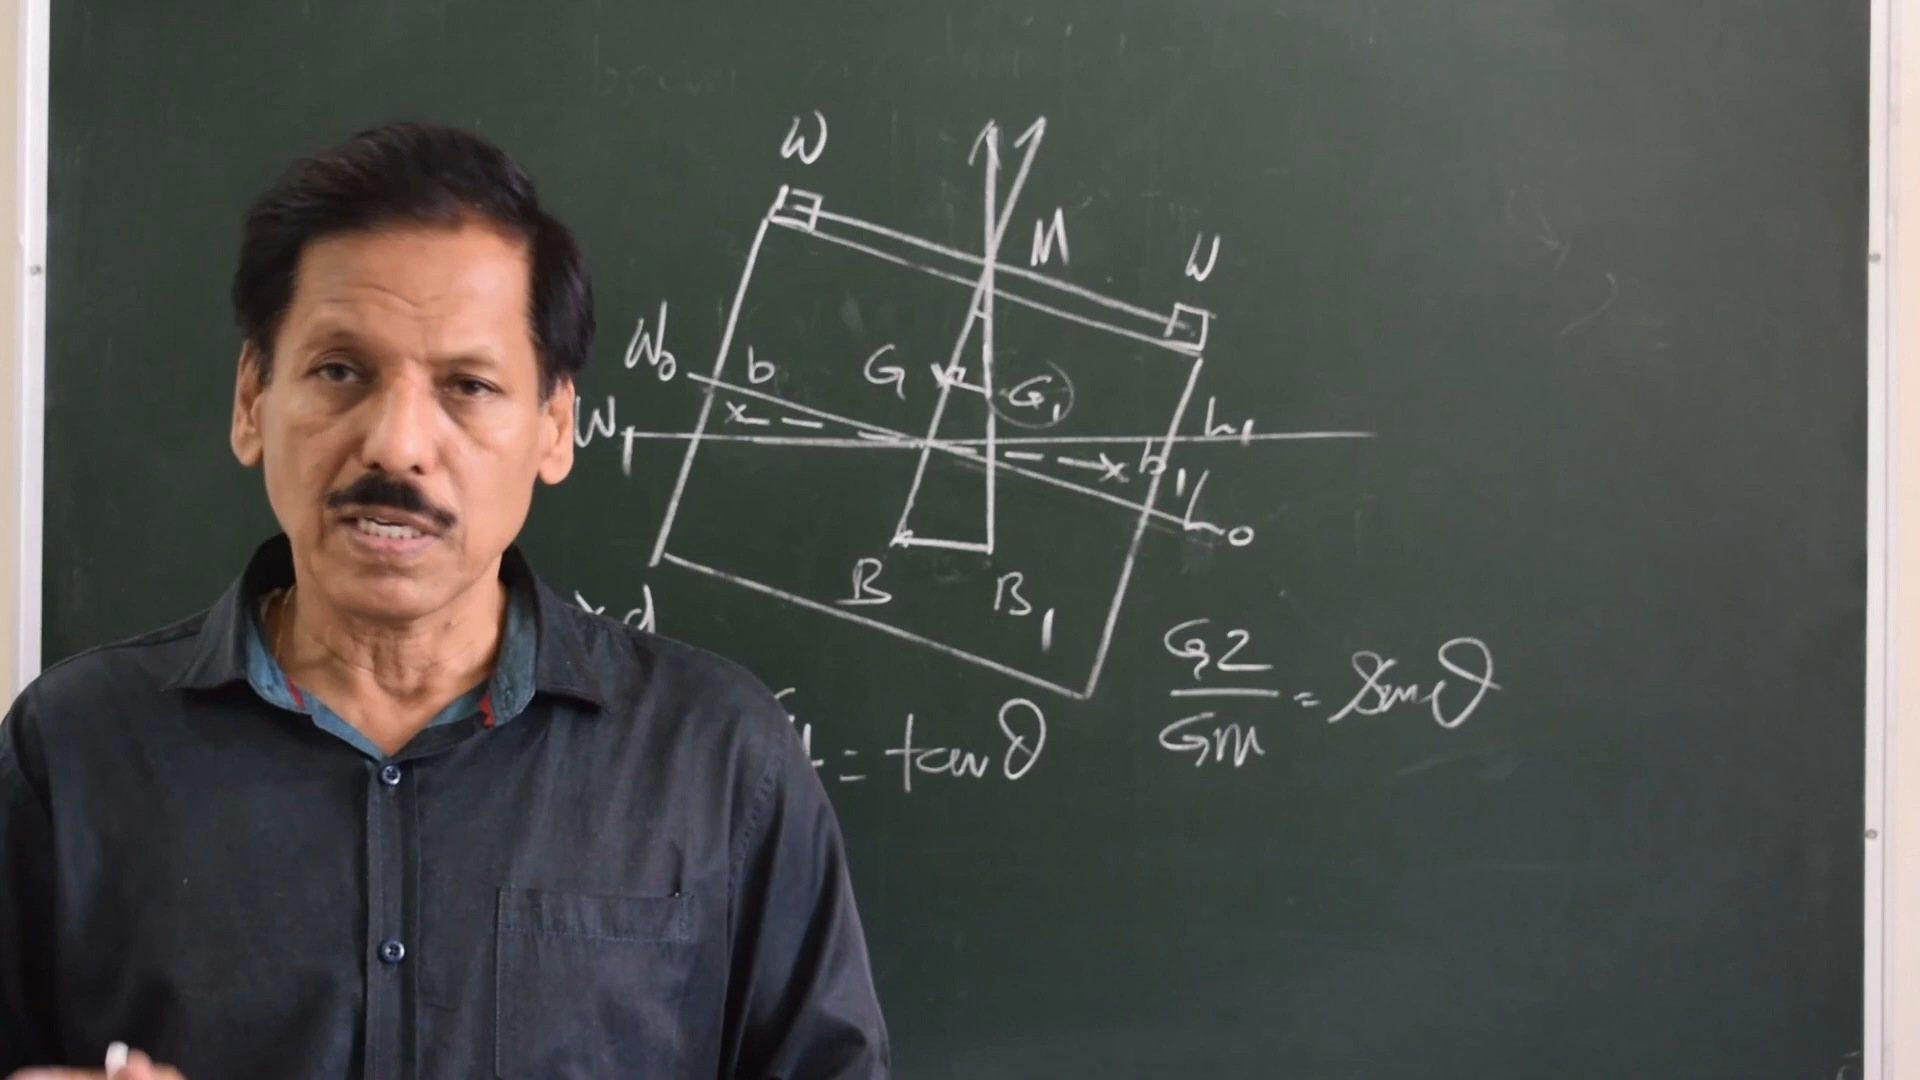 W
M
W
W₀ b G G₁
W₁ L₁
b₁
L₀
B B₁
d
= tan θ
GZ
GM = Sin θ